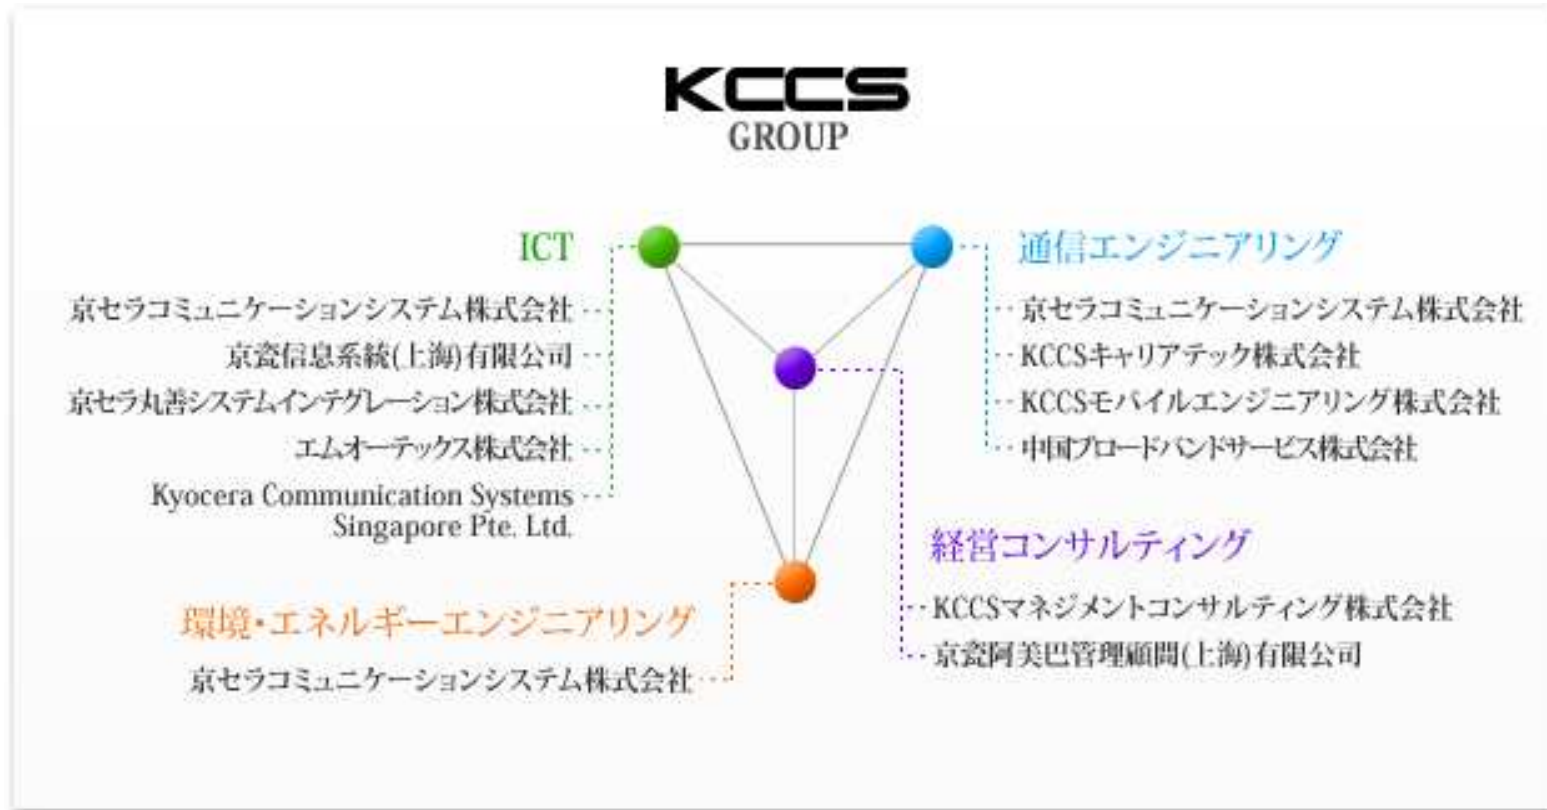 KCCS
GROUP
ICT
京セラコミュニケーションシステム株式会社
京瓷信息系統(上海)有限公司
京セラ丸善システムインテグレーション株式会社
エムオーテックス株式会社
Kyocera Communication Systems
Singapore Pte. Ltd.
通信エンジニアリング
京セラコミュニケーションシステム株式会社
KCCSキャリアテック株式会社
KCCSモバイルエンジニアリング株式会社
中国ブロードバンドサービス株式会社
経営コンサルティング
KCCSマネジメントコンサルティング株式会社
京瓷阿美巴管理顧問(上海)有限公司
環境・エネルギーエンジニアリング
京セラコミュニケーションシステム株式会社